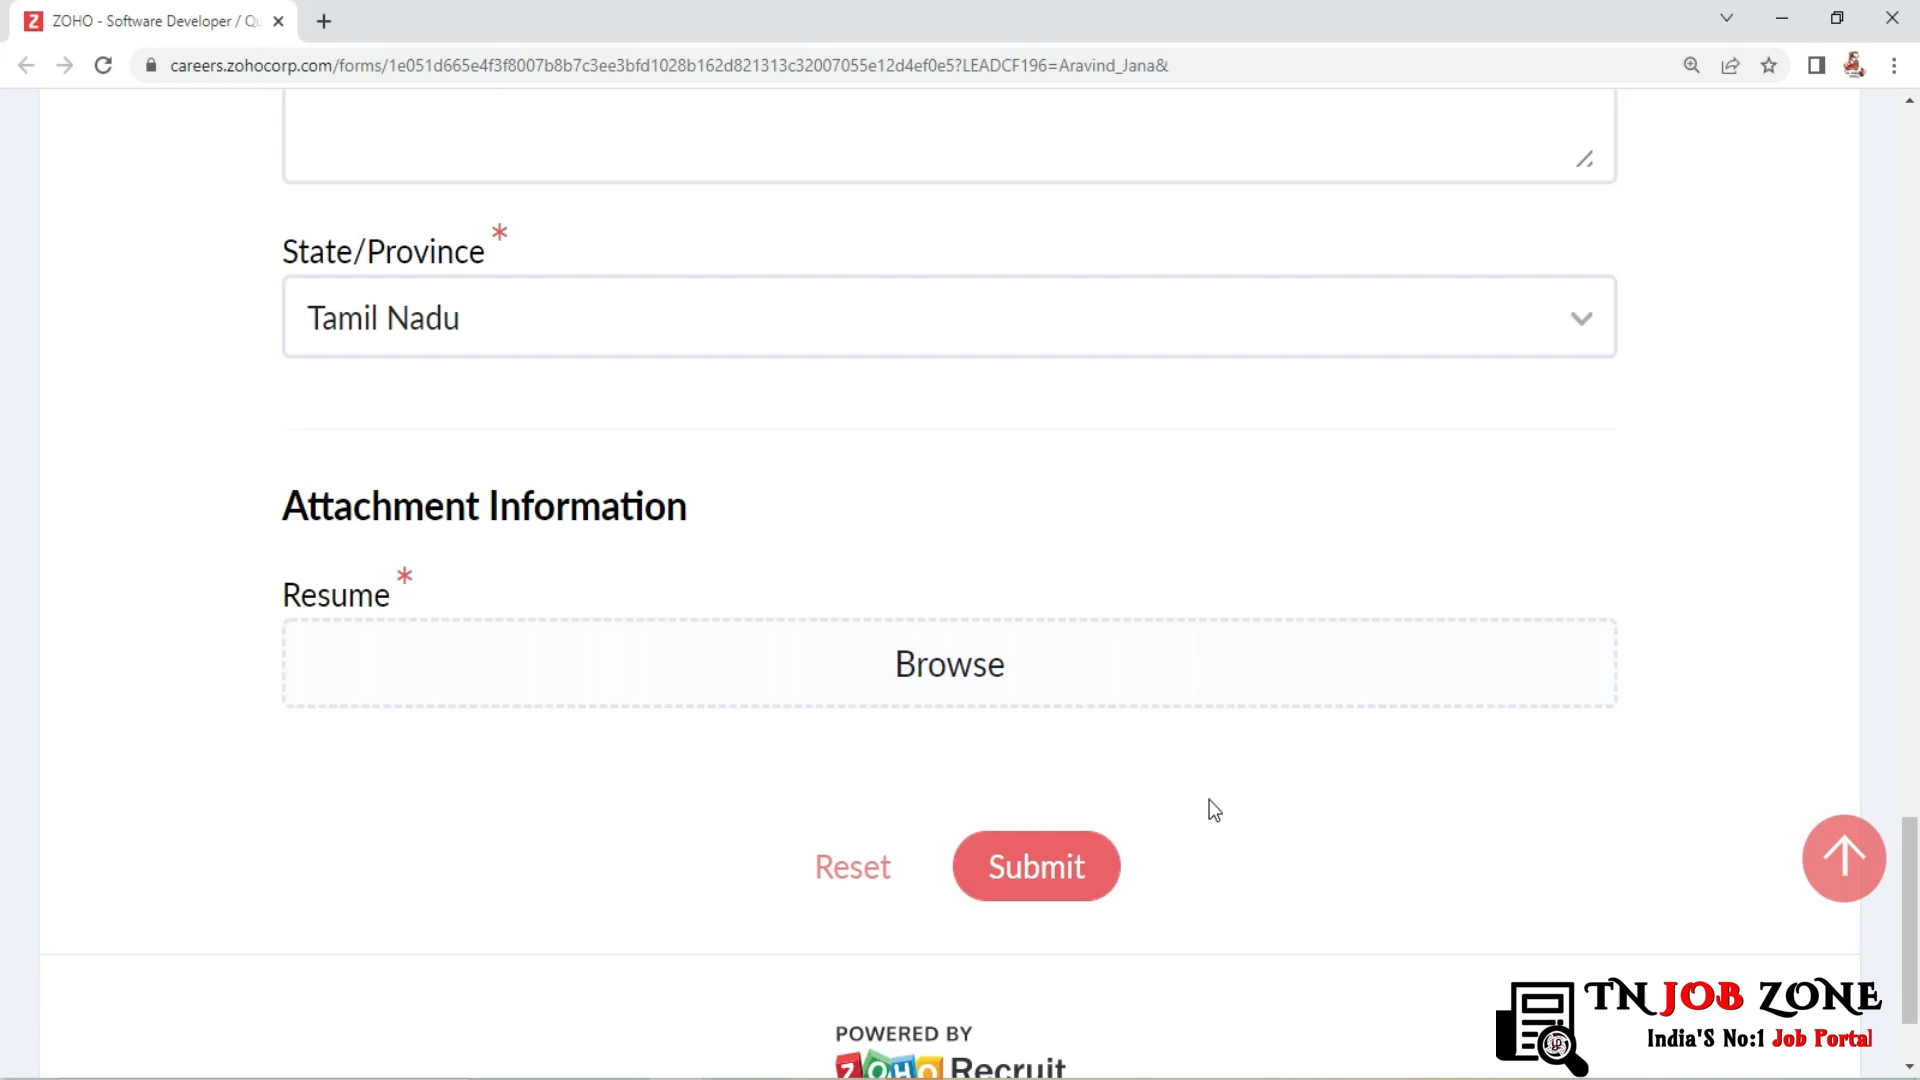 ZOHO - Software Developer / Qu
careers.zohocorp.com/forms/1e051d665e4f3f8007b8b7c3ee3bfd1028b162d821313c32007055e12d4ef0e5?LEADCF196=Aravind_Jana&
State/Province *
Tamil Nadu
Attachment Information
Resume *
Browse
Reset
Submit
POWERED BY
ZOHO Recruit
TN JOB ZONE
India'S No:1 Job Portal